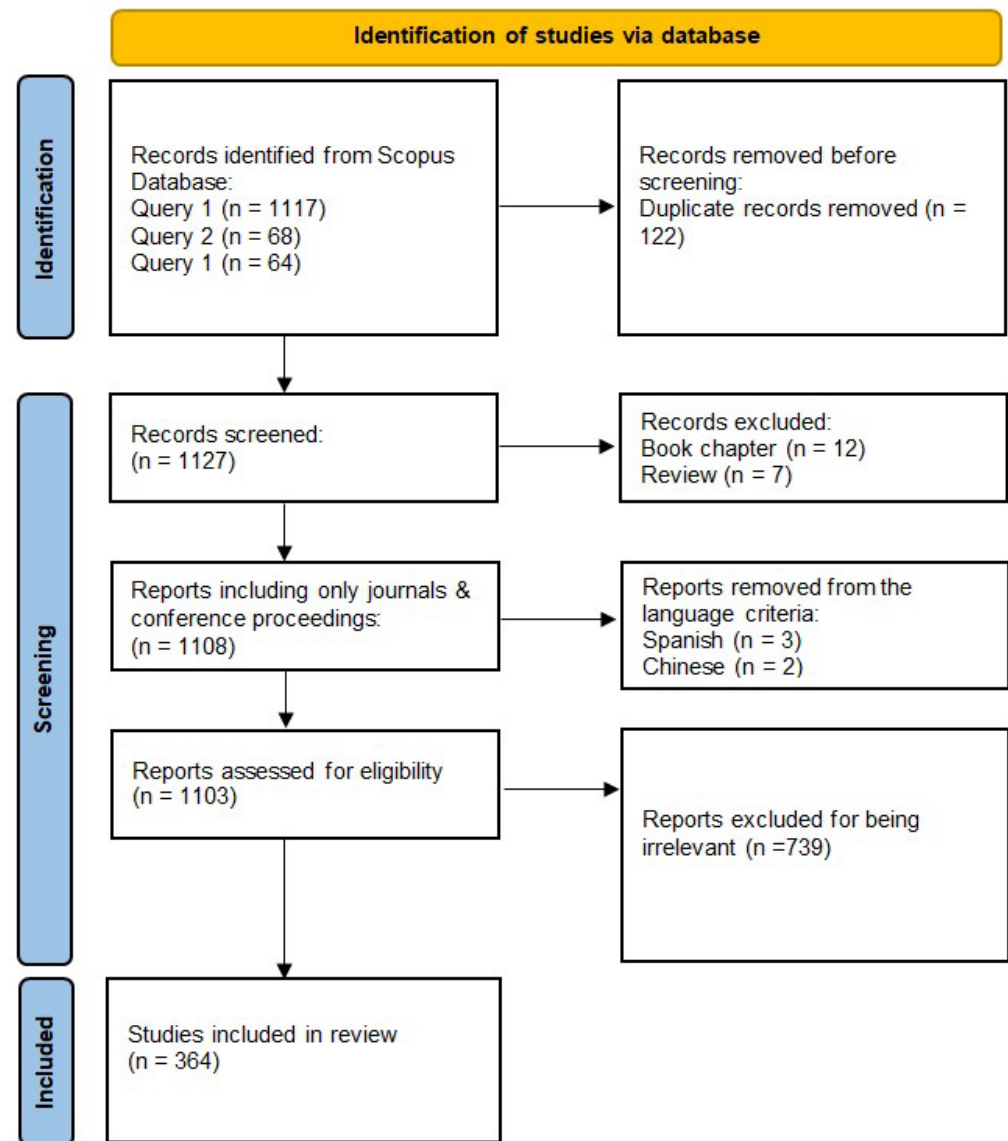 Identification of studies via database
Identification
Records identified from Scopus
Database:
Query 1 (n = 1117)
Query 2 (n = 68)
Query 1 (n = 64)
Records removed before
screening:
Duplicate records removed (n =
122)
Screening
Records screened:
(n = 1127)
Records excluded:
Book chapter (n = 12)
Review (n = 7)
Reports including only journals &
conference proceedings:
(n = 1108)
Reports removed from the
language criteria:
Spanish (n = 3)
Chinese (n = 2)
Reports assessed for eligibility
(n = 1103)
Reports excluded for being
irrelevant (n =739)
Included
Studies included in review
(n = 364)